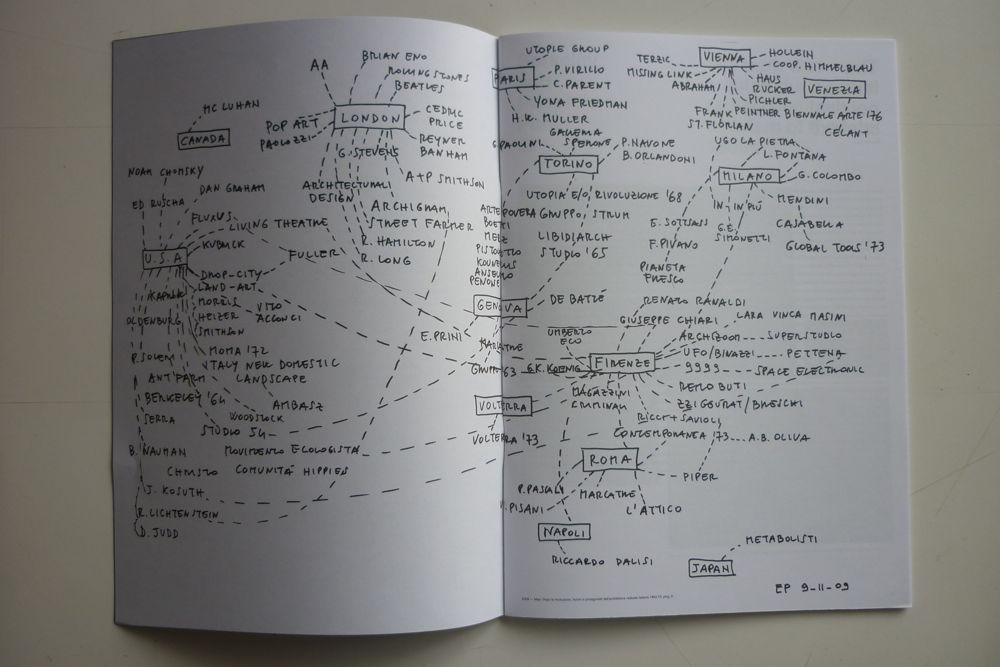 MC LUHAN
CANADA
AA
BRIAN ENO
ROLLING STONES
BEATLES
LONDON
POP ART
PAOLOZZI
CEDRIC
PRICE
REYNER
BANHAM
G. STEVENS
A+P SMITHSON
ARCHITECTURAL
DESIGN
ARCHIGRAM
STREET FARMER
R. HAMILTON
R. LONG
NOAM CHOMSKY
DAN GRAHAM
ED RUSCHA
FLUXUS
LIVING THEATRE
KUBRICK
U.S.A
FULLER
DROP-CITY
LAND-ART
KAPROW
MORRIS
HEIZER
SMITHSON
VITO
ACCONCI
OLDENBURG
MOMA '72
ITALY NEW DOMESTIC
LANDSCAPE
P. SOLERI
ANT FARM
AMBASZ
BERKELEY '64
WOODSTOCK
SERRA
STUDIO 54
B. NAUMAN
MOVIMENTO ECOLOGISTA
CHRISTO
COMUNITÀ HIPPIES
J. KOSUTH
R. LICHTENSTEIN
D. JUDD
UTOPIE GROUP
PARIS
P. VIRILIO
C. PARENT
YONA FRIEDMAN
H.W. MULLER
VIENNA
HOLLEIN
COOP. HIMMELBLAU
TERZIC
MISSING LINK
ABRAHAM
HAUS
RUCKER
PICHLER
PEINTNER
FRANK
ST. FLORIAN
VENEZIA
BIENNALE ARTE '76
CELANT
GALLERIA
SPERONE
G. PAOLINI
P. NAVONE
B. ORLANDONI
TORINO
UTOPIA E/O RIVOLUZIONE '68
ARTE POVERA
GRUPPO STRUM
BOETTI
MERZ
LIBIDIARCH
PISTOLETTO
STUDIO '65
KOUNELLIS
ANSELMO
PENONE
UGO LA PIETRA
L. FONTANA
MILANO
G. COLOMBO
MENDINI
IN, IN PIÙ
E. SOTTSASS
G.E.
SIMONETTI
CASABELLA
GLOBAL TOOLS '73
F. PIVANO
PIANETA
FRESCO
GENOVA
DE BATTÉ
E. PRINI
MARIATHE
GRUPPO 63
RENATO RANALDI
GIUSEPPE CHIARI
LARA VINCA MASINI
UMBERTO
ECO
G.K. KOENIG
FIRENZE
ARCHIZOOM
SUPERSTUDIO
UFO/BINAZZI
PETTENA
9999
SPACE ELECTRONIC
REMO BUTI
ZZIGGURAT/BRESCHI
MAGAZZINI
CRIMINALI
RICCI + SAVIOLI
VOLTERRA
VOLTERRA '73
CONTEMPORANEA '73
A.B. OLIVA
ROMA
PIPER
P. PASCALI
MARCATRE
L'ATTICO
V. PISANI
NAPOLI
RICCARDO DALISI
METABOLISTI
JAPAN
EP 9-11-09